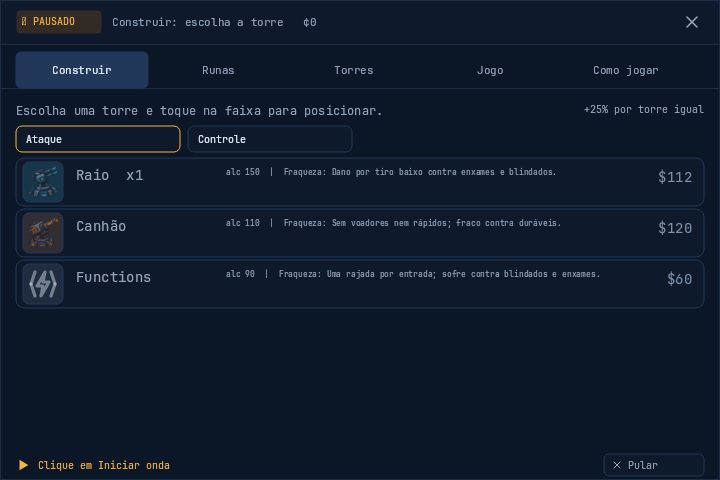 PAUSADO Construir: escolha a torre $0
Construir Runas Torres Jogo Como jogar
Escolha uma torre e toque na faixa para posicionar. +25% por torre igual
Ataque Controle
Raio x1 alc 150 | Fraqueza: Dano por tiro baixo contra enxames e blindados. $112
Canhão alc 110 | Fraqueza: Sem voadores nem rápidos; fraco contra duráveis. $120
Functions alc 90 | Fraqueza: Uma rajada por entrada; sofre contra blindados e enxames. $60
Clique em Iniciar onda Pular